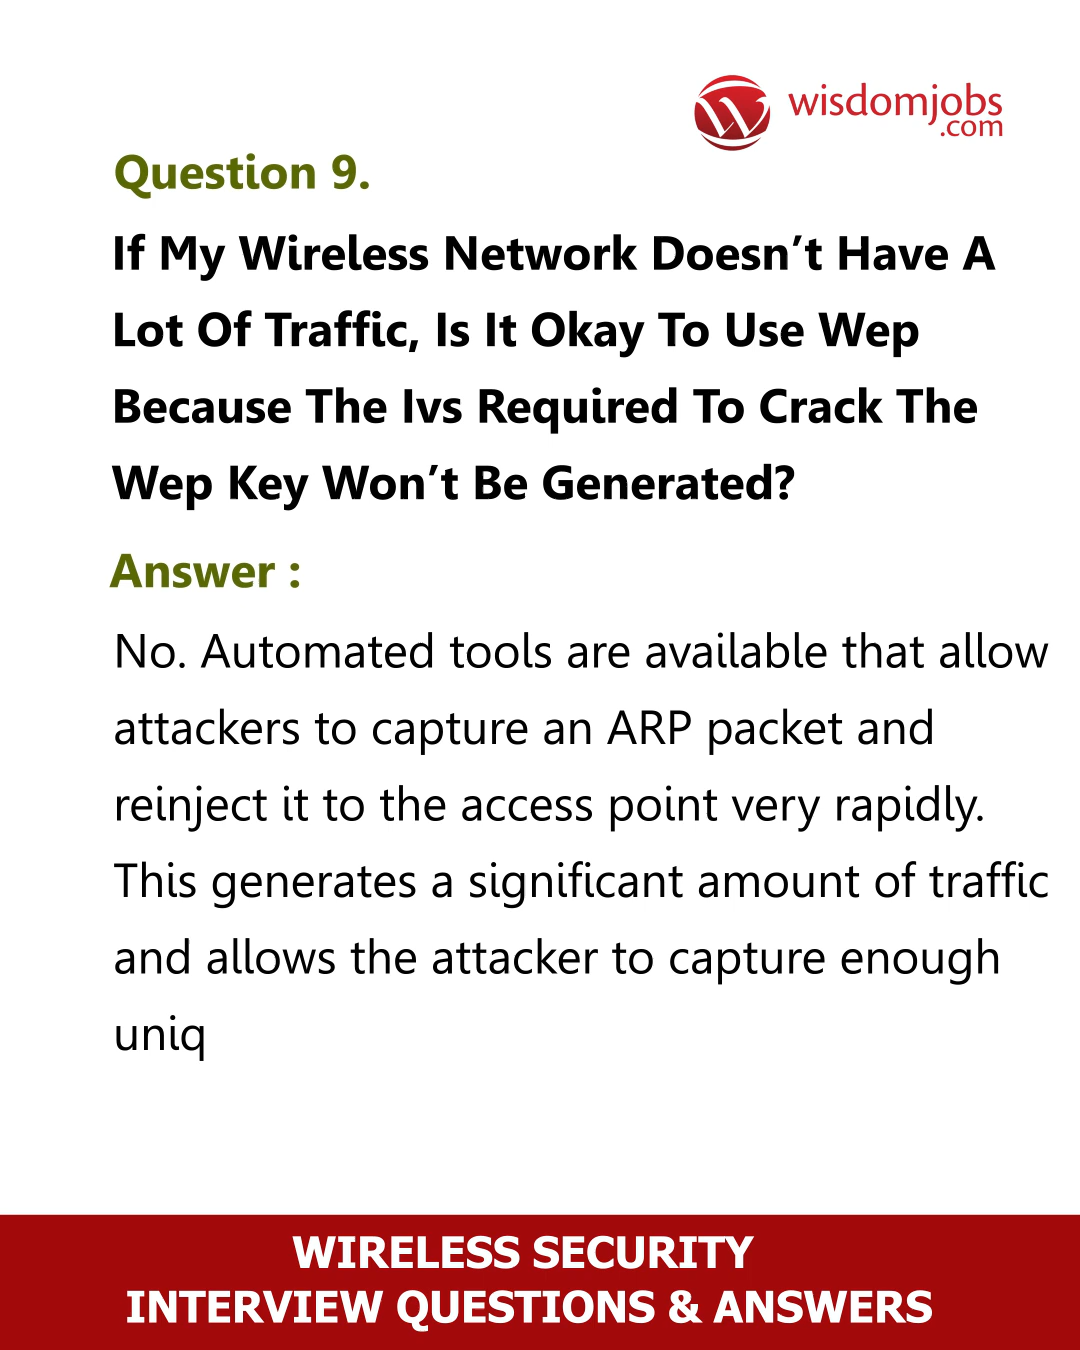 wisdomjobs
.com
Question 9.
If My Wireless Network Doesn’t Have A
Lot Of Traffic, Is It Okay To Use Wep
Because The Ivs Required To Crack The
Wep Key Won’t Be Generated?
Answer :
No. Automated tools are available that allow
attackers to capture an ARP packet and
reinject it to the access point very rapidly.
This generates a significant amount of traffic
and allows the attacker to capture enough
uniq
WIRELESS SECURITY
INTERVIEW QUESTIONS & ANSWERS